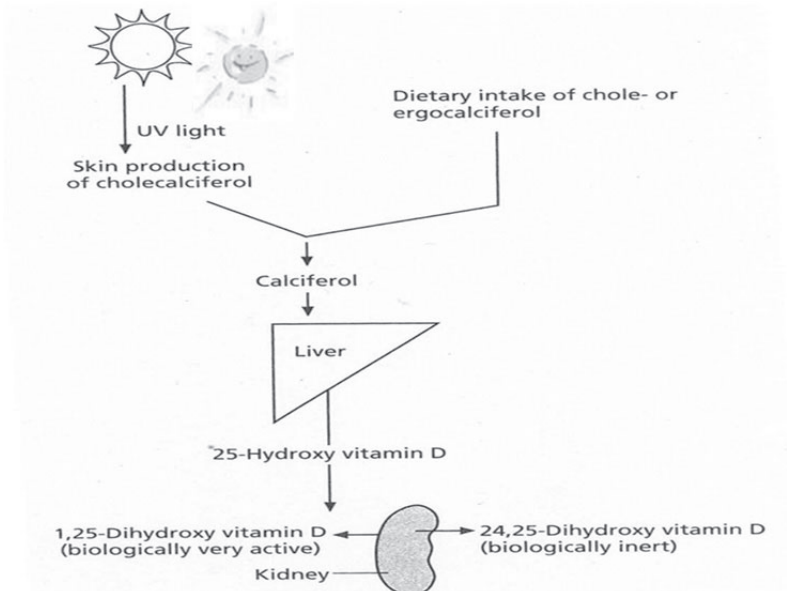 UV light
Skin production
of cholecalciferol
Dietary intake of chole- or
ergocalciferol
Calciferol
Liver
25-Hydroxy vitamin D
1,25-Dihydroxy vitamin D
(biologically very active)
24,25-Dihydroxy vitamin D
(biologically inert)
Kidney